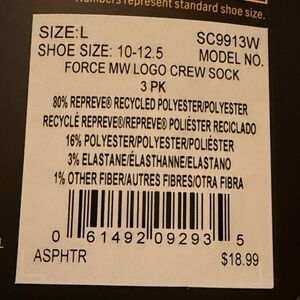 Numbers represent standard shoe size.
SIZE:L SC9913W
SHOE SIZE: 10-12.5 MODEL NO.
FORCE MW LOGO CREW SOCK
3 PK
80% REPREVE® RECYCLED POLYESTER/POLYESTER
RECYCLÉ REPREVE®/REPREVE® POLIÉSTER RECICLADO
16% POLYESTER/POLYESTER/POLIÉSTER
3% ELASTANE/ÉLASTHANNE/ELASTANO
1% OTHER FIBER/AUTRES FIBRES/OTRA FIBRA
0 61492 09293 5
ASPHTR $18.99